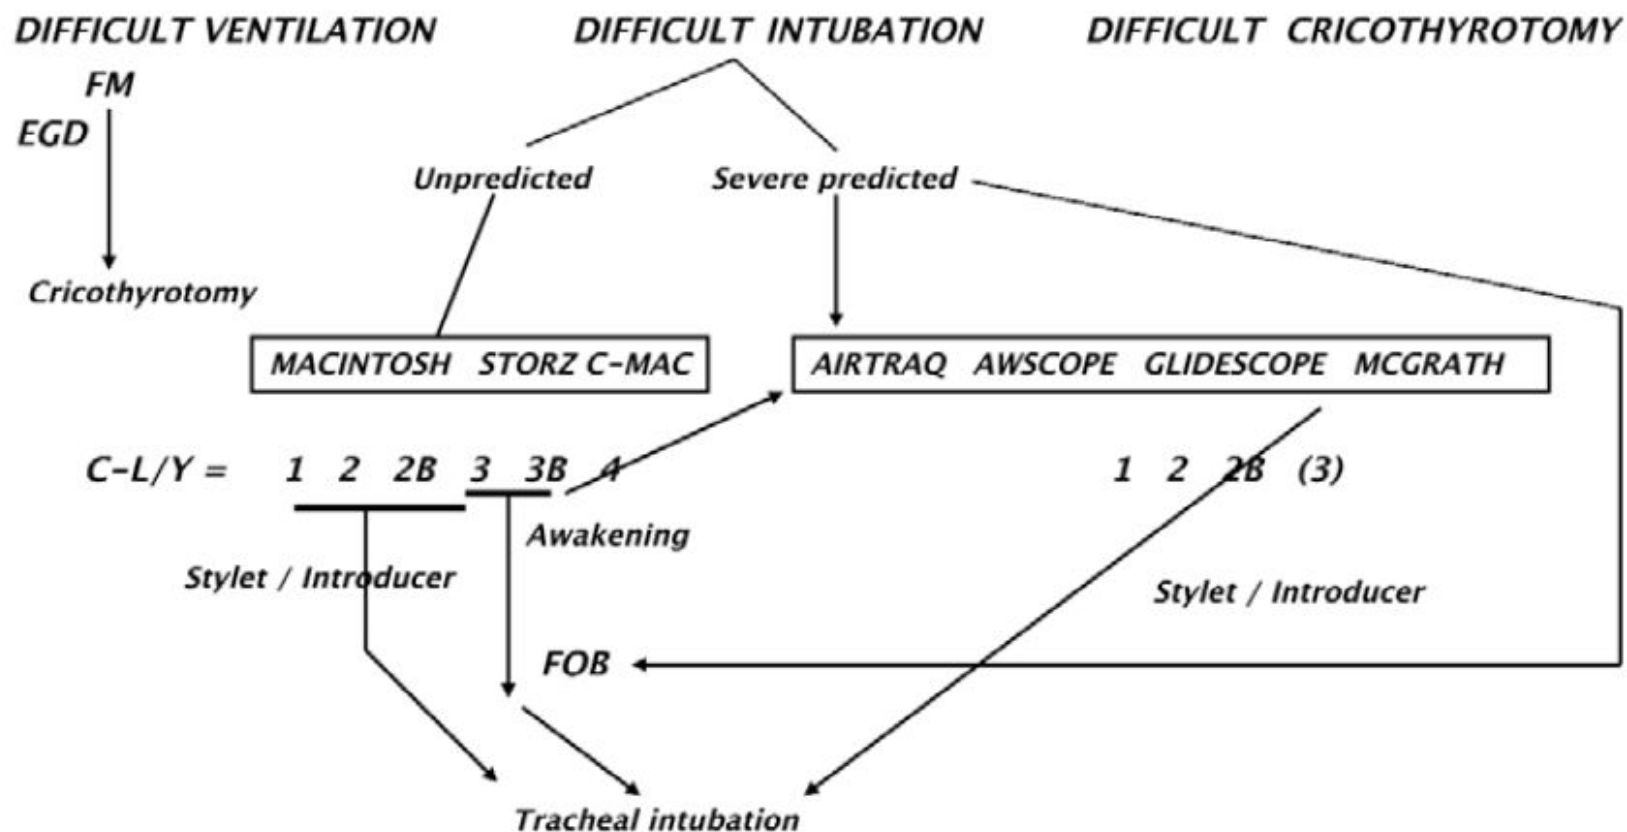 DIFFICULT VENTILATION DIFFICULT INTUBATION DIFFICULT CRICOTHYROTOMY
FM
EGD
Unpredicted Severe predicted
Cricothyrotomy
MACINTOSH STORZ C-MAC AIRTRAQ AWSCOPE GLIDESCOPE MCGRATH
C-L/Y = 1 2 2B 3 3B 4 1 2 2B (3)
Awakening
Stylet / Introducer Stylet / Introducer
FOB
Tracheal intubation